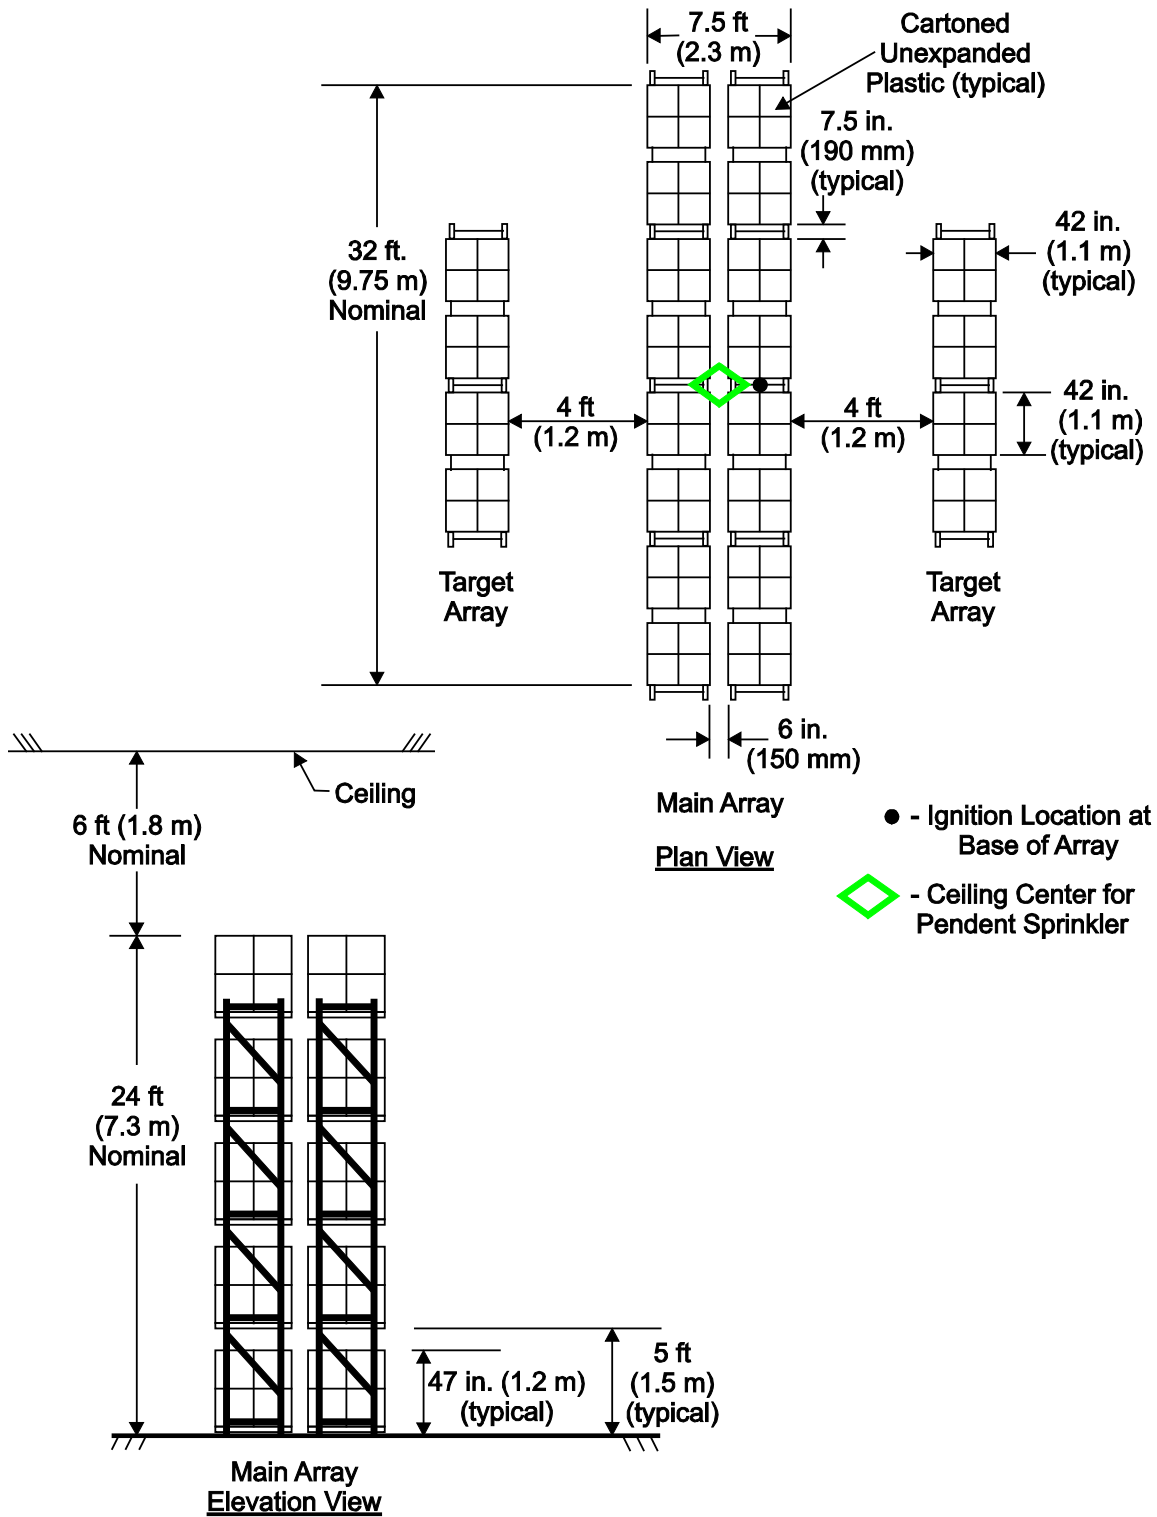 7.5 ft
(2.3 m)
Cartoned
Unexpanded
Plastic (typical)
7.5 in.
(190 mm)
(typical)
32 ft.
(9.75 m)
Nominal
42 in.
(1.1 m)
(typical)
4 ft
(1.2 m)
4 ft
(1.2 m)
42 in.
(1.1 m)
(typical)
Target
Array
Target
Array
6 in.
(150 mm)
Main Array
Plan View
Ceiling
6 ft (1.8 m)
Nominal
- Ignition Location at
Base of Array
- Ceiling Center for
Pendent Sprinkler
24 ft
(7.3 m)
Nominal
47 in. (1.2 m)
(typical)
5 ft
(1.5 m)
(typical)
Main Array
Elevation View